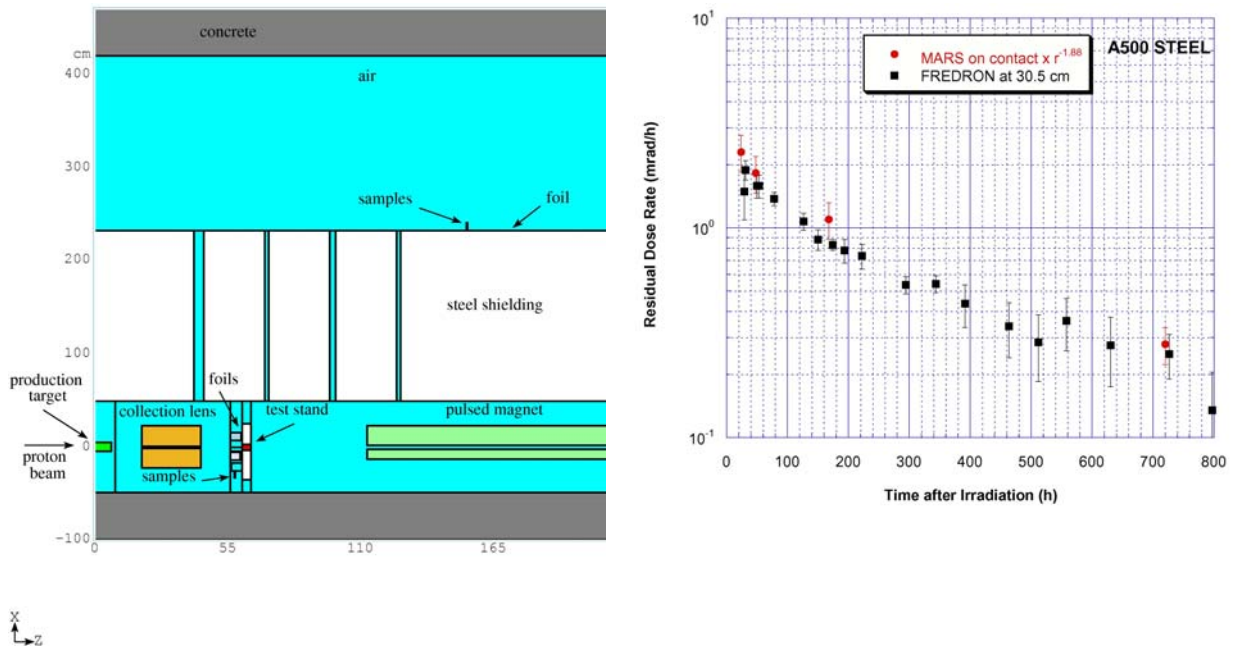 concrete
cm
400
air
300
samples
foil
200
steel shielding
100
production
target
foils
collection lens
test stand
pulsed magnet
0
proton
beam
samples
-100
0
55
110
165
X
Z
A500 STEEL
MARS on contact x r^-1.88
FREDRON at 30.5 cm
Residual Dose Rate (mrad/h)
10^1
10^0
10^-1
0 100 200 300 400 500 600 700 800
Time after Irradiation (h)